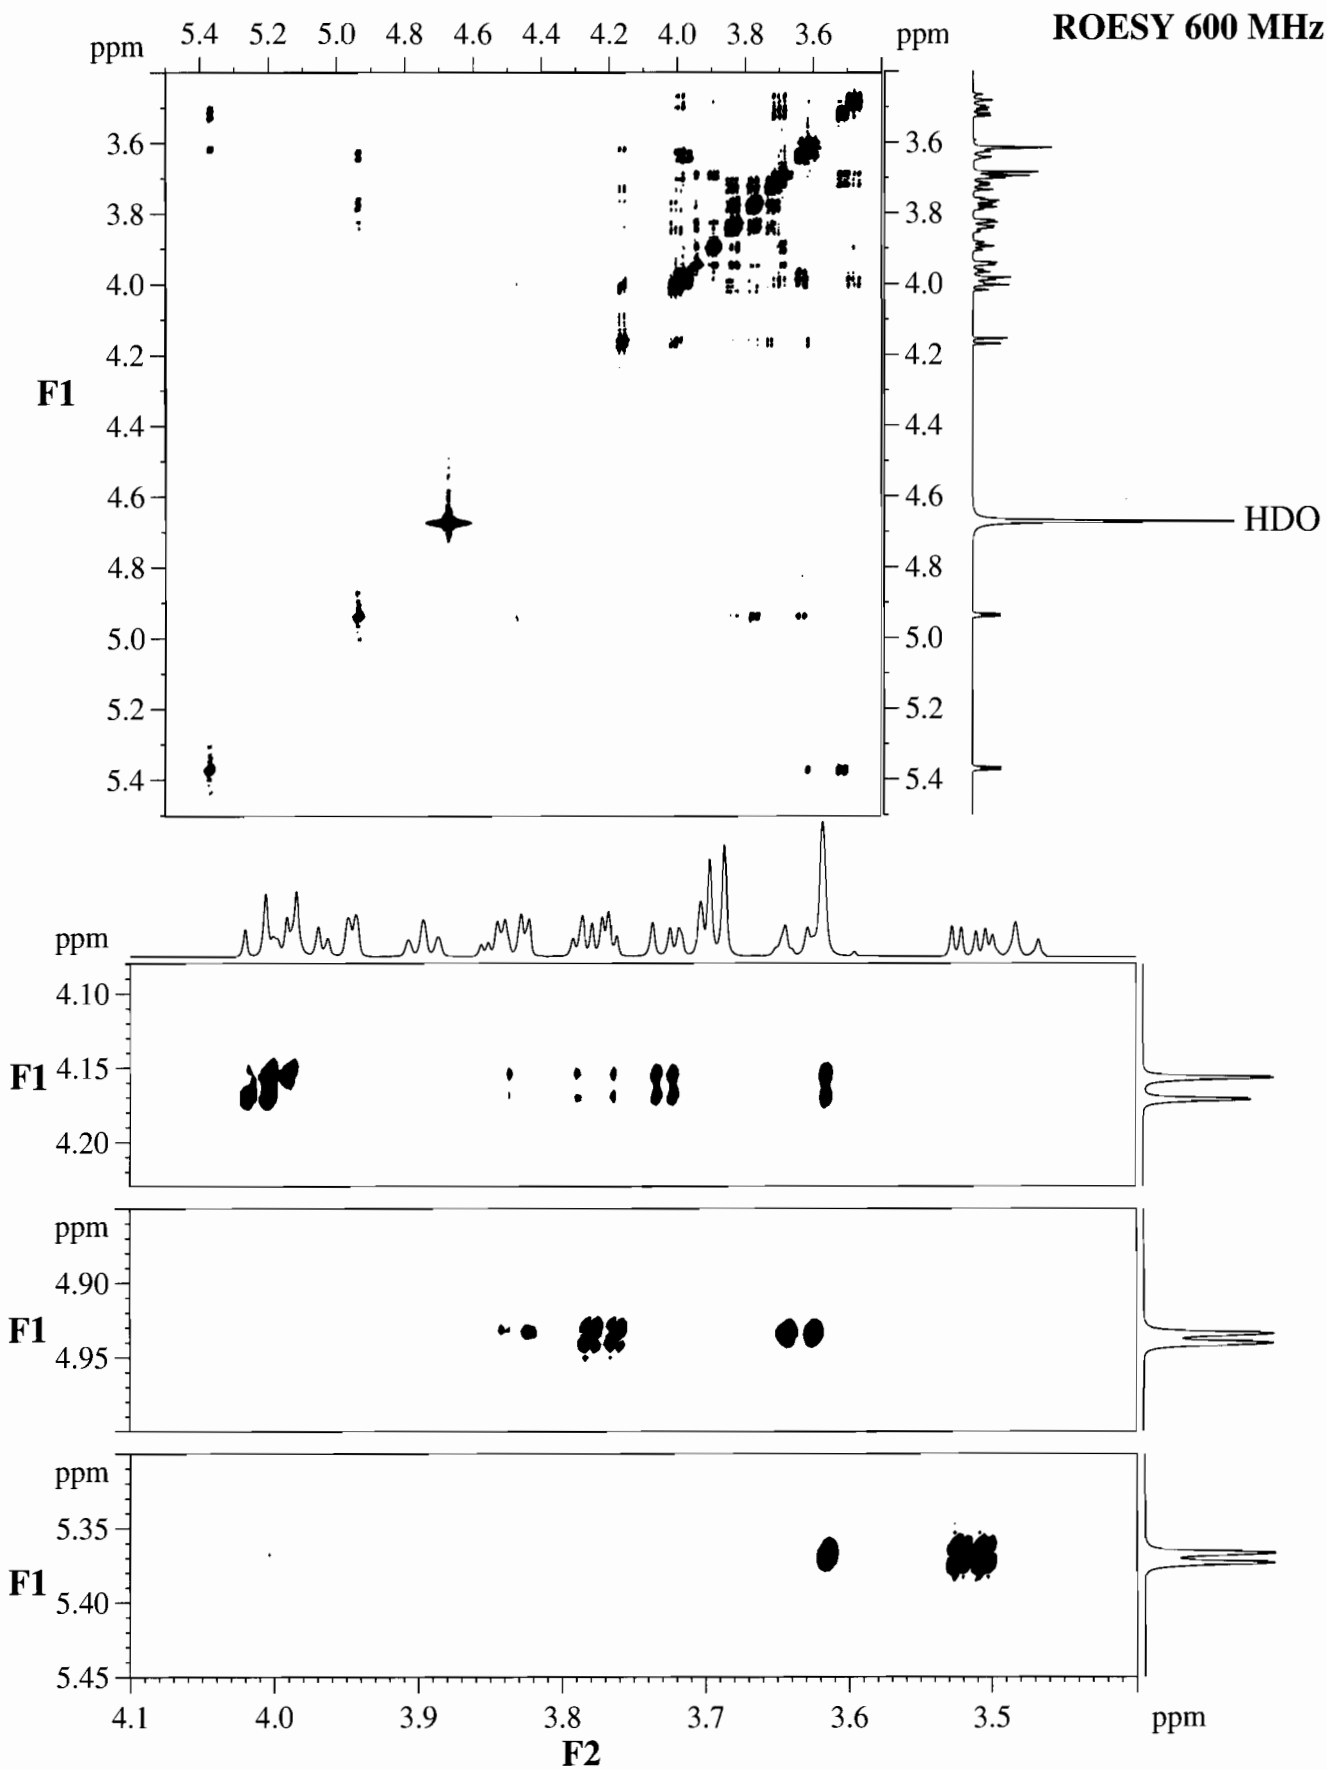 ROESY 600 MHz
ppm 5.4 5.2 5.0 4.8 4.6 4.4 4.2 4.0 3.8 3.6 ppm
3.6 3.6
3.8 3.8
4.0 4.0
4.2 4.2
F1
4.4 4.4
4.6 4.6
HDO
4.8 4.8
5.0 5.0
5.2 5.2
5.4 5.4
ppm
4.10
F1 4.15
4.20
ppm
4.90
F1
4.95
ppm
5.35
F1
5.40
5.45
4.1 4.0 3.9 3.8 3.7 3.6 3.5 ppm
F2